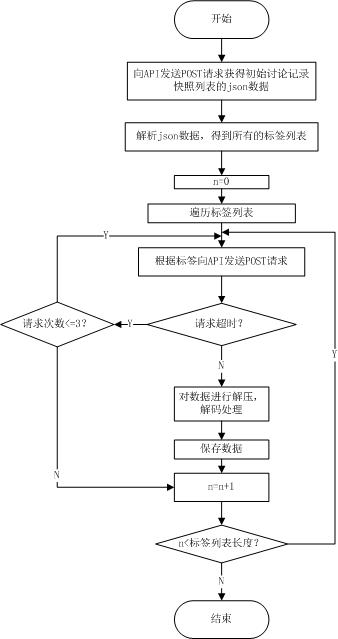 开始
向API发送POST请求获得初始讨论记录
快照列表的json数据
解析json数据，得到所有的标签列表
n=0
遍历标签列表
Y
根据标签向API发送POST请求
请求次数<=3？
Y
请求超时？
Y
N
对数据进行解压，
解码处理
保存数据
N
n=n+1
n<标签列表长度？
N
结束